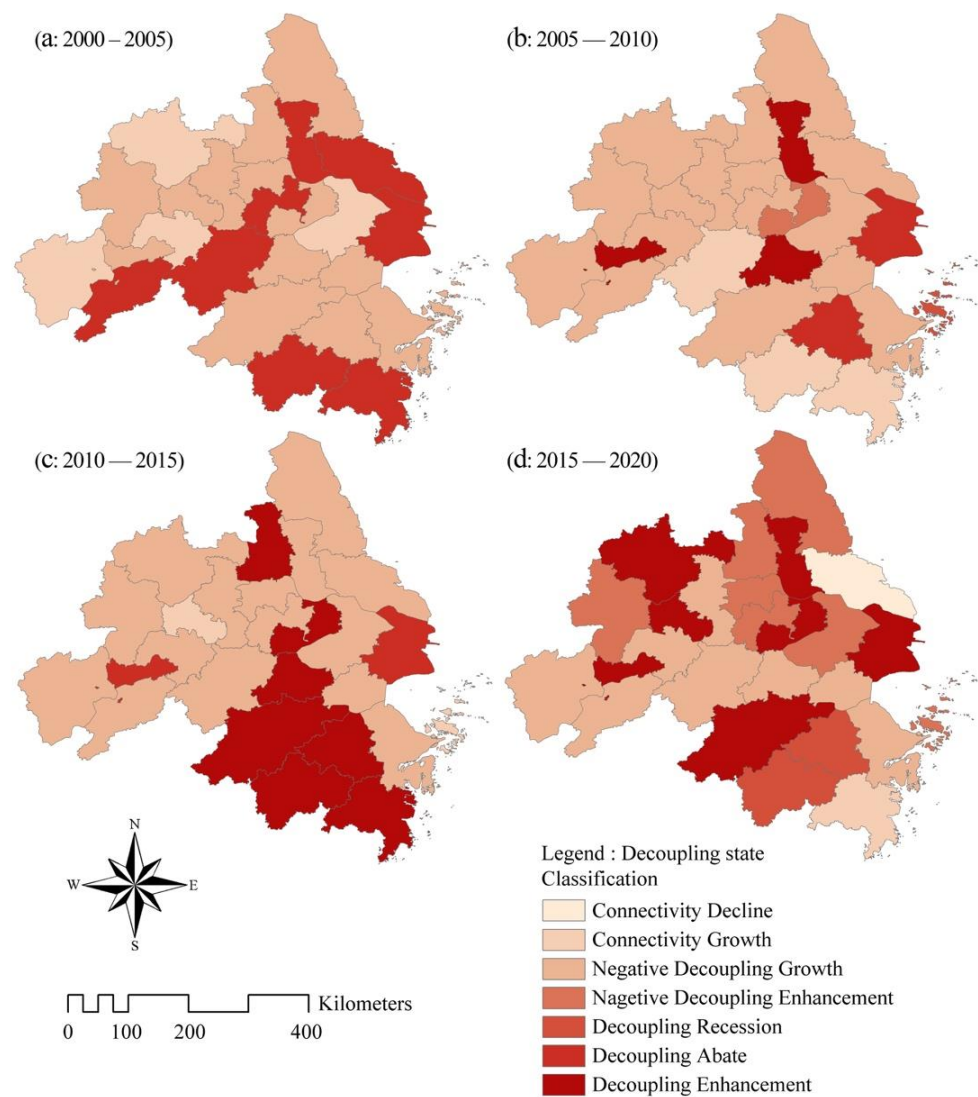 (a: 2000 – 2005)
(b: 2005 — 2010)
(c: 2010 — 2015)
(d: 2015 — 2020)
N
W
E
S
Kilometers
0 100 200 400
Legend : Decoupling state
Classification
Connectivity Decline
Connectivity Growth
Negative Decoupling Growth
Nagetive Decoupling Enhancement
Decoupling Recession
Decoupling Abate
Decoupling Enhancement